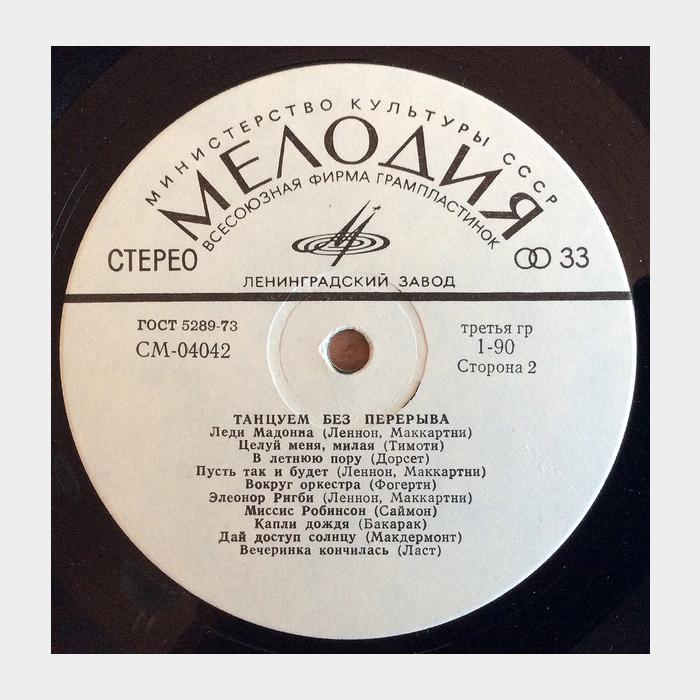 МИНИСТЕРСТВО КУЛЬТУРЫ СССР
МЕЛОДИЯ
ВСЕСОЮЗНАЯ ФИРМА ГРАМПЛАСТИНОК
СТЕРЕО
33
ЛЕНИНГРАДСКИЙ ЗАВОД
ГОСТ 5289-73
СМ-04042
третья гр
1-90
Сторона 2
ТАНЦУЕМ БЕЗ ПЕРЕРЫВА
Леди Мадонна (Леннон, Маккартни)
Целуй меня, милая (Тимоти)
В летнюю пору (Дорсет)
Пусть так и будет (Леннон, Маккартни)
Вокруг оркестра (Фогерти)
Элеонор Ригби (Леннон, Маккартни)
Миссис Робинсон (Саймон)
Капли дождя (Бакарак)
Дай доступ солнцу (Макдермонт)
Вечеринка кончилась (Ласт)